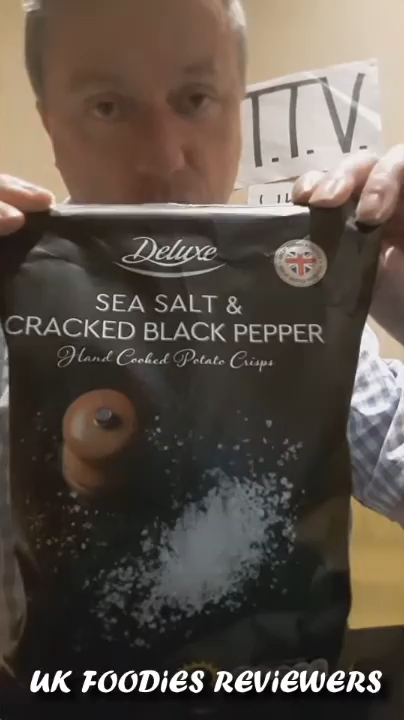 T.T.V.
Deluxe
SEA SALT &
CRACKED BLACK PEPPER
Hand Cooked Potato Crisps
UK FOODiES REViEWERS